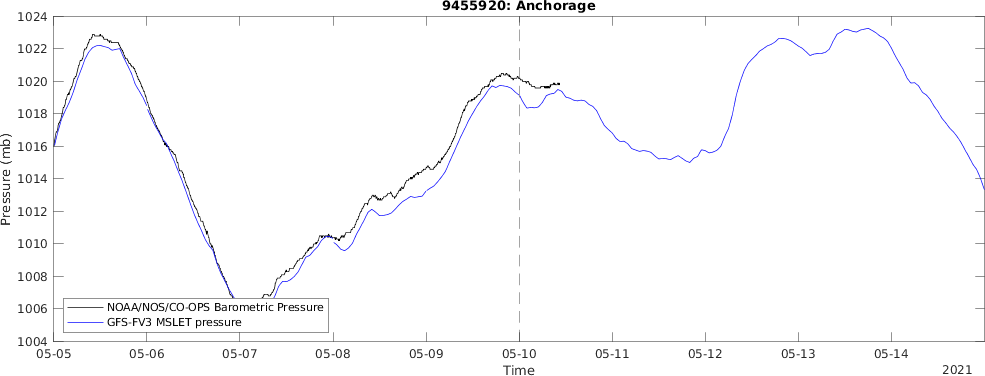 9455920: Anchorage
1024
1022
1020
1018
1016
1014
1012
1010
1008
1006
1004
Pressure (mb)
NOAA/NOS/CO-OPS Barometric Pressure
GFS-FV3 MSLET pressure
05-05 05-06 05-07 05-08 05-09 05-10 05-11 05-12 05-13 05-14
Time
2021